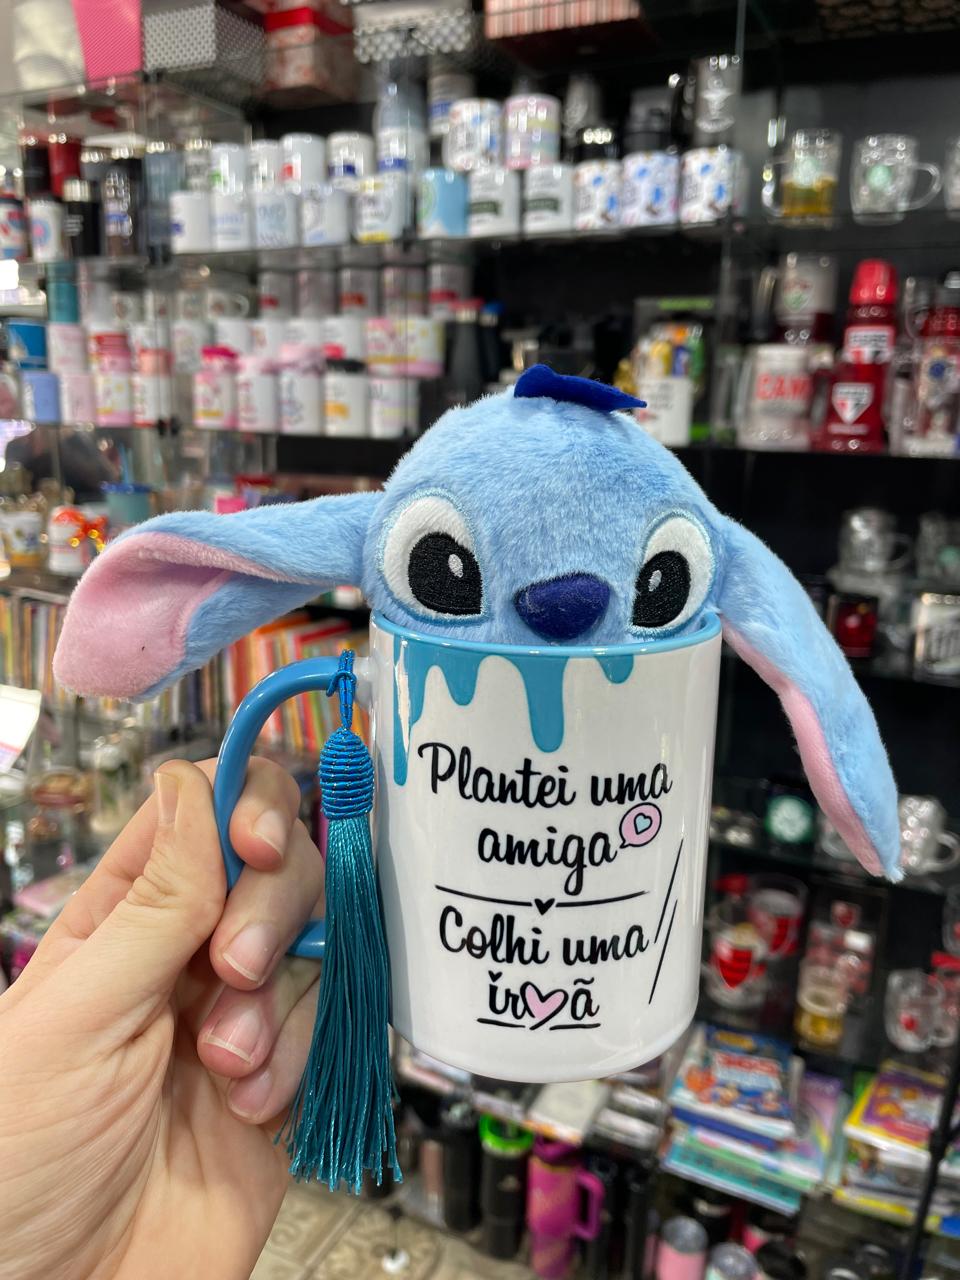 Plantei uma
amiga
Colhi uma
irmã